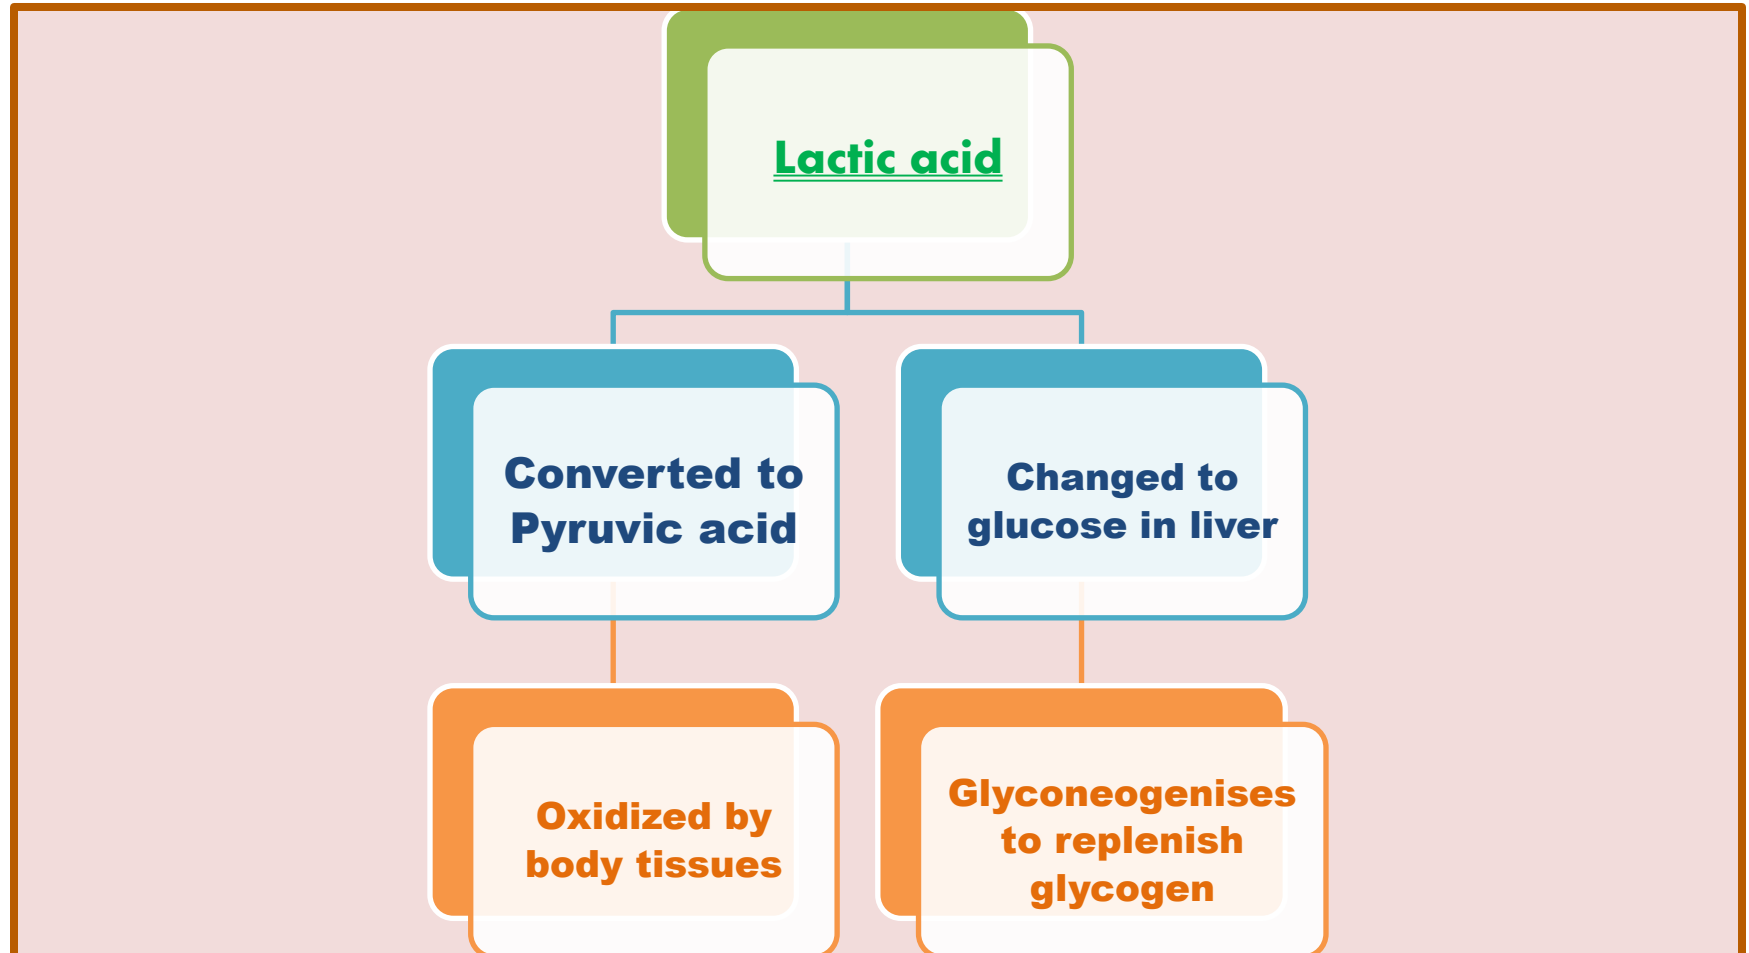 Lactic acid
Converted to
Pyruvic acid
Changed to
glucose in liver
Oxidized by
body tissues
Glyconeogenises
to replenish
glycogen